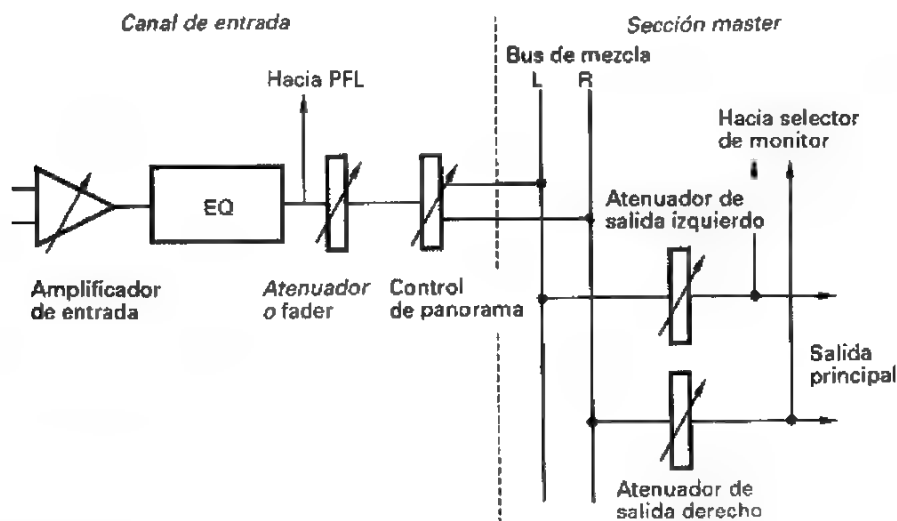 Canal de entrada
Sección master
Bus de mezcla
L R
Hacia PFL
Hacia selector
de monitor
EQ
Atenuador de
salida izquierdo
Amplificador
de entrada
Atenuador
o fader
Control
de panorama
Salida
principal
Atenuador de
salida derecho